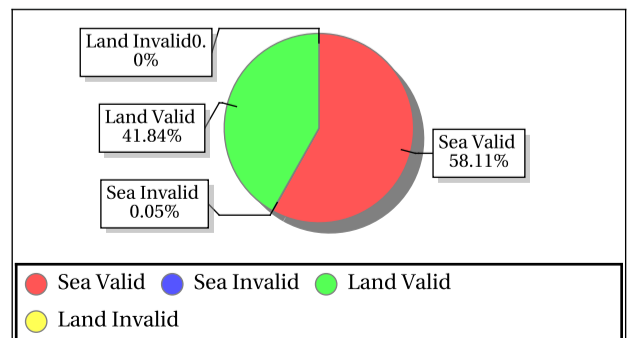 Land Invalid0.
0%
Land Valid
41.84%
Sea Valid
58.11%
Sea Invalid
0.05%
Sea Valid
Sea Invalid
Land Valid
Land Invalid